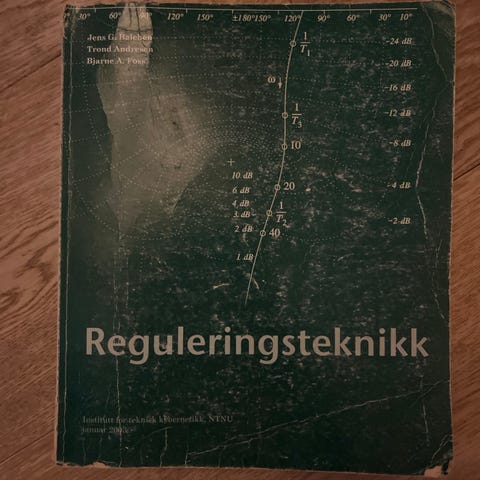 30° 60° 90° 120° 150° ±180° 150° 120° 90° 60° 30° 10°
Jens G. Balchen
Trond Andresen
Bjarne A. Foss
1
T1
-24 dB
-20 dB
ω
-16 dB
1
T3
-12 dB
10
-8 dB
10 dB
6 dB
20
-4 dB
4 dB
3 dB
1
T2
-2 dB
2 dB
40
1 dB
Reguleringsteknikk
Institutt for teknisk kybernetikk, NTNU
januar